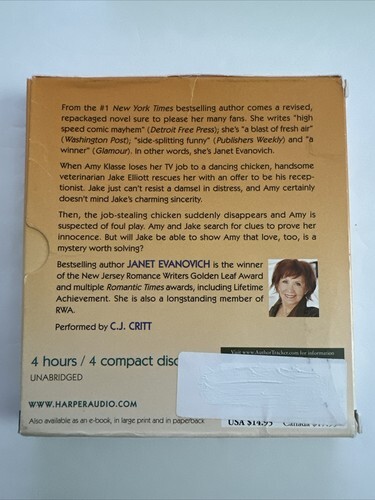 From the #1 New York Times bestselling author comes a revised,
repackaged novel sure to please her many fans. She writes "high
speed comic mayhem" (Detroit Free Press); she's "a blast of fresh air"
(Washington Post); "side-splitting funny" (Publishers Weekly) and "a
winner" (Glamour). In other words, she's Janet Evanovich.
When Amy Klasse loses her TV job to a dancing chicken, handsome
veterinarian Jake Elliott rescues her with an offer to be his recep-
tionist. Jake just can't resist a damsel in distress, and Amy certainly
doesn't mind Jake's charming sincerity.
Then, the job-stealing chicken suddenly disappears and Amy is
suspected of foul play. Amy and Jake search for clues to prove her
innocence. But will Jake be able to show Amy that love, too, is a
mystery worth solving?
Bestselling author JANET EVANOVICH is the winner
of the New Jersey Romance Writers Golden Leaf Award
and multiple Romantic Times awards, including Lifetime
Achievement. She is also a longstanding member of
RWA.
Performed by C.J. CRITT
Visit www.AuthorTracker.com for information
4 hours / 4 compact disc
UNABRIDGED
WWW.HARPERAUDIO.COM
Also available as an e-book, in large print and in paperback
USA $14.95 Canada